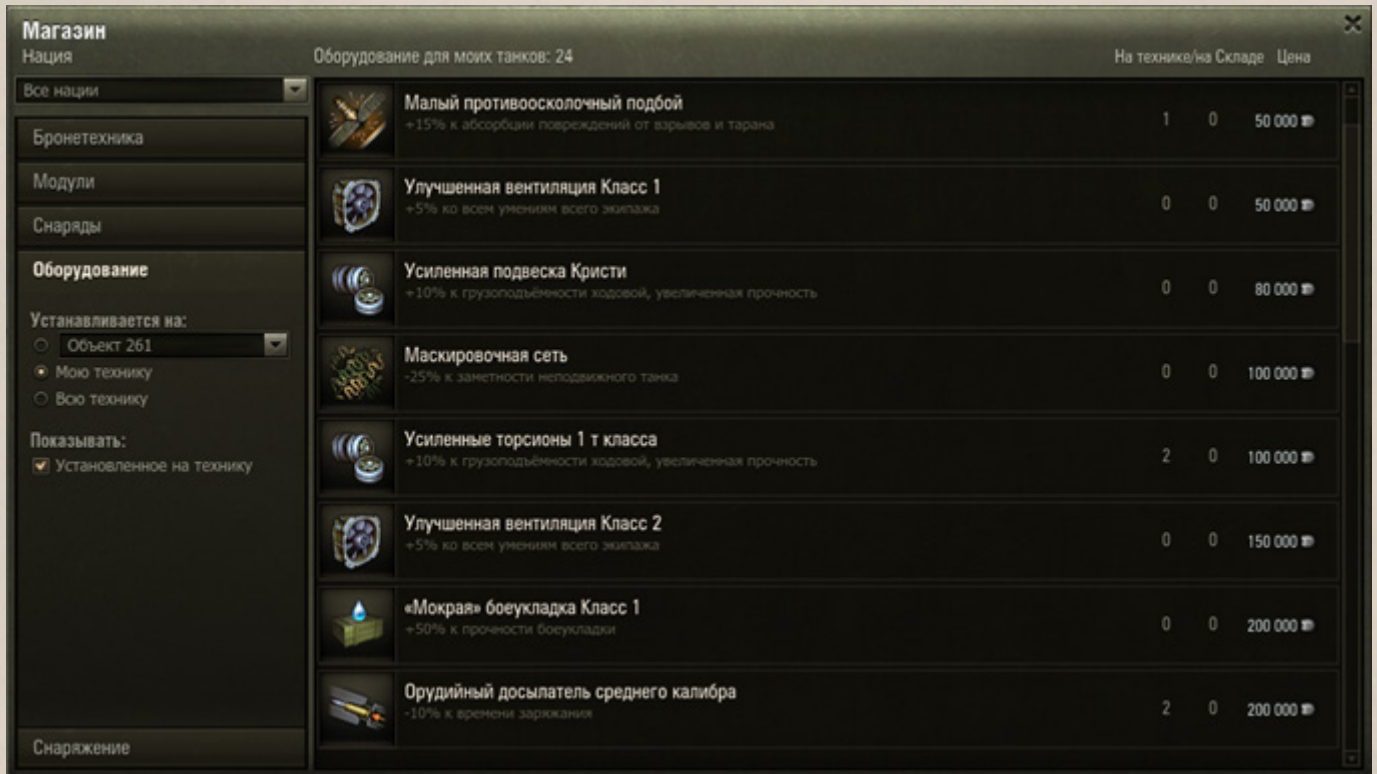 Магазин
Нация
Оборудование для моих танков: 24
На технике/на Складе Цена
Все нации
Бронетехника
Модули
Снаряды
Оборудование
Устанавливается на:
Объект 261
Мою технику
Всю технику
Показывать:
Установленное на технику
Снаряжение
Малый противоосколочный подбой
+15% к абсорбции повреждений от взрывов и тарана
1 0 50 000
Улучшенная вентиляция Класс 1
+5% ко всем умениям всего экипажа
0 0 50 000
Усиленная подвеска Кристи
+10% к грузоподъёмности ходовой, увеличенная прочность
0 0 80 000
Маскировочная сеть
-25% к заметности неподвижного танка
0 0 100 000
Усиленные торсионы 1 т класса
+10% к грузоподъёмности ходовой, увеличенная прочность
2 0 100 000
Улучшенная вентиляция Класс 2
+5% ко всем умениям всего экипажа
0 0 150 000
«Мокрая» боеукладка Класс 1
+50% к прочности боеукладки
0 0 200 000
Орудийный досылатель среднего калибра
-10% к времени заряжания
2 0 200 000